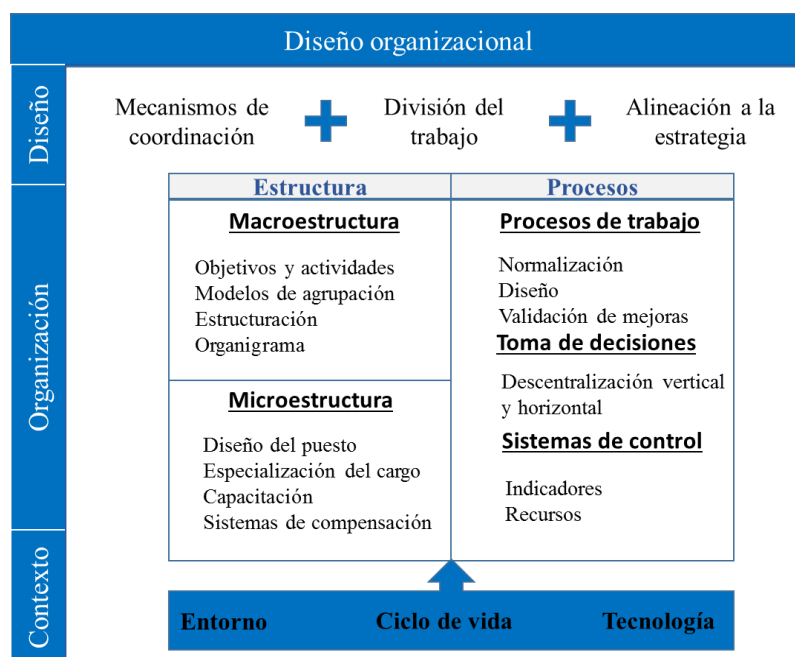 Diseño organizacional
Diseño
Mecanismos de
coordinación
División del
trabajo
Alineación a la
estrategia
Organización
Estructura
Procesos
Macroestructura
Objetivos y actividades
Modelos de agrupación
Estructuración
Organigrama
Microestructura
Diseño del puesto
Especialización del cargo
Capacitación
Sistemas de compensación
Procesos de trabajo
Normalización
Diseño
Validación de mejoras
Toma de decisiones
Descentralización vertical
y horizontal
Sistemas de control
Indicadores
Recursos
Contexto
Entorno
Ciclo de vida
Tecnología